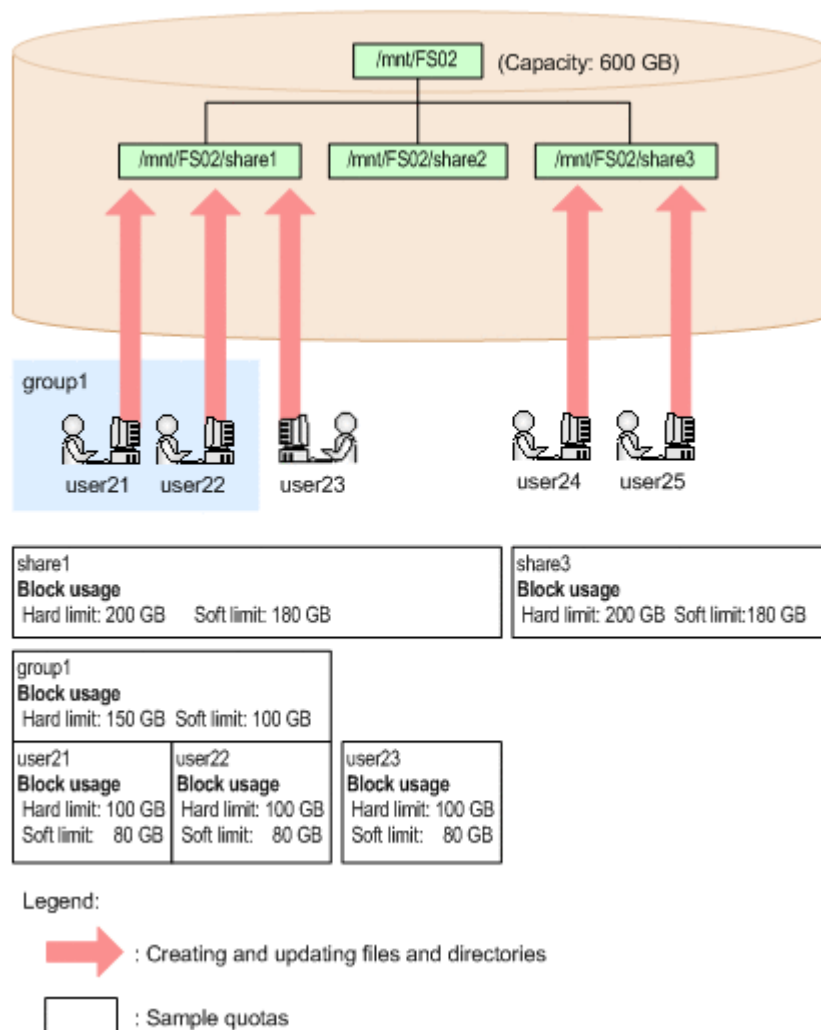 /mnt/FS02 (Capacity: 600 GB)
/mnt/FS02/share1 /mnt/FS02/share2 /mnt/FS02/share3
group1
user21 user22 user23 user24 user25
share1
Block usage
Hard limit: 200 GB Soft limit: 180 GB
share3
Block usage
Hard limit: 200 GB Soft limit:180 GB
group1
Block usage
Hard limit: 150 GB Soft limit: 100 GB
user21
Block usage
Hard limit: 100 GB
Soft limit: 80 GB
user22
Block usage
Hard limit: 100 GB
Soft limit: 80 GB
user23
Block usage
Hard limit: 100 GB
Soft limit: 80 GB
Legend:
: Creating and updating files and directories
: Sample quotas